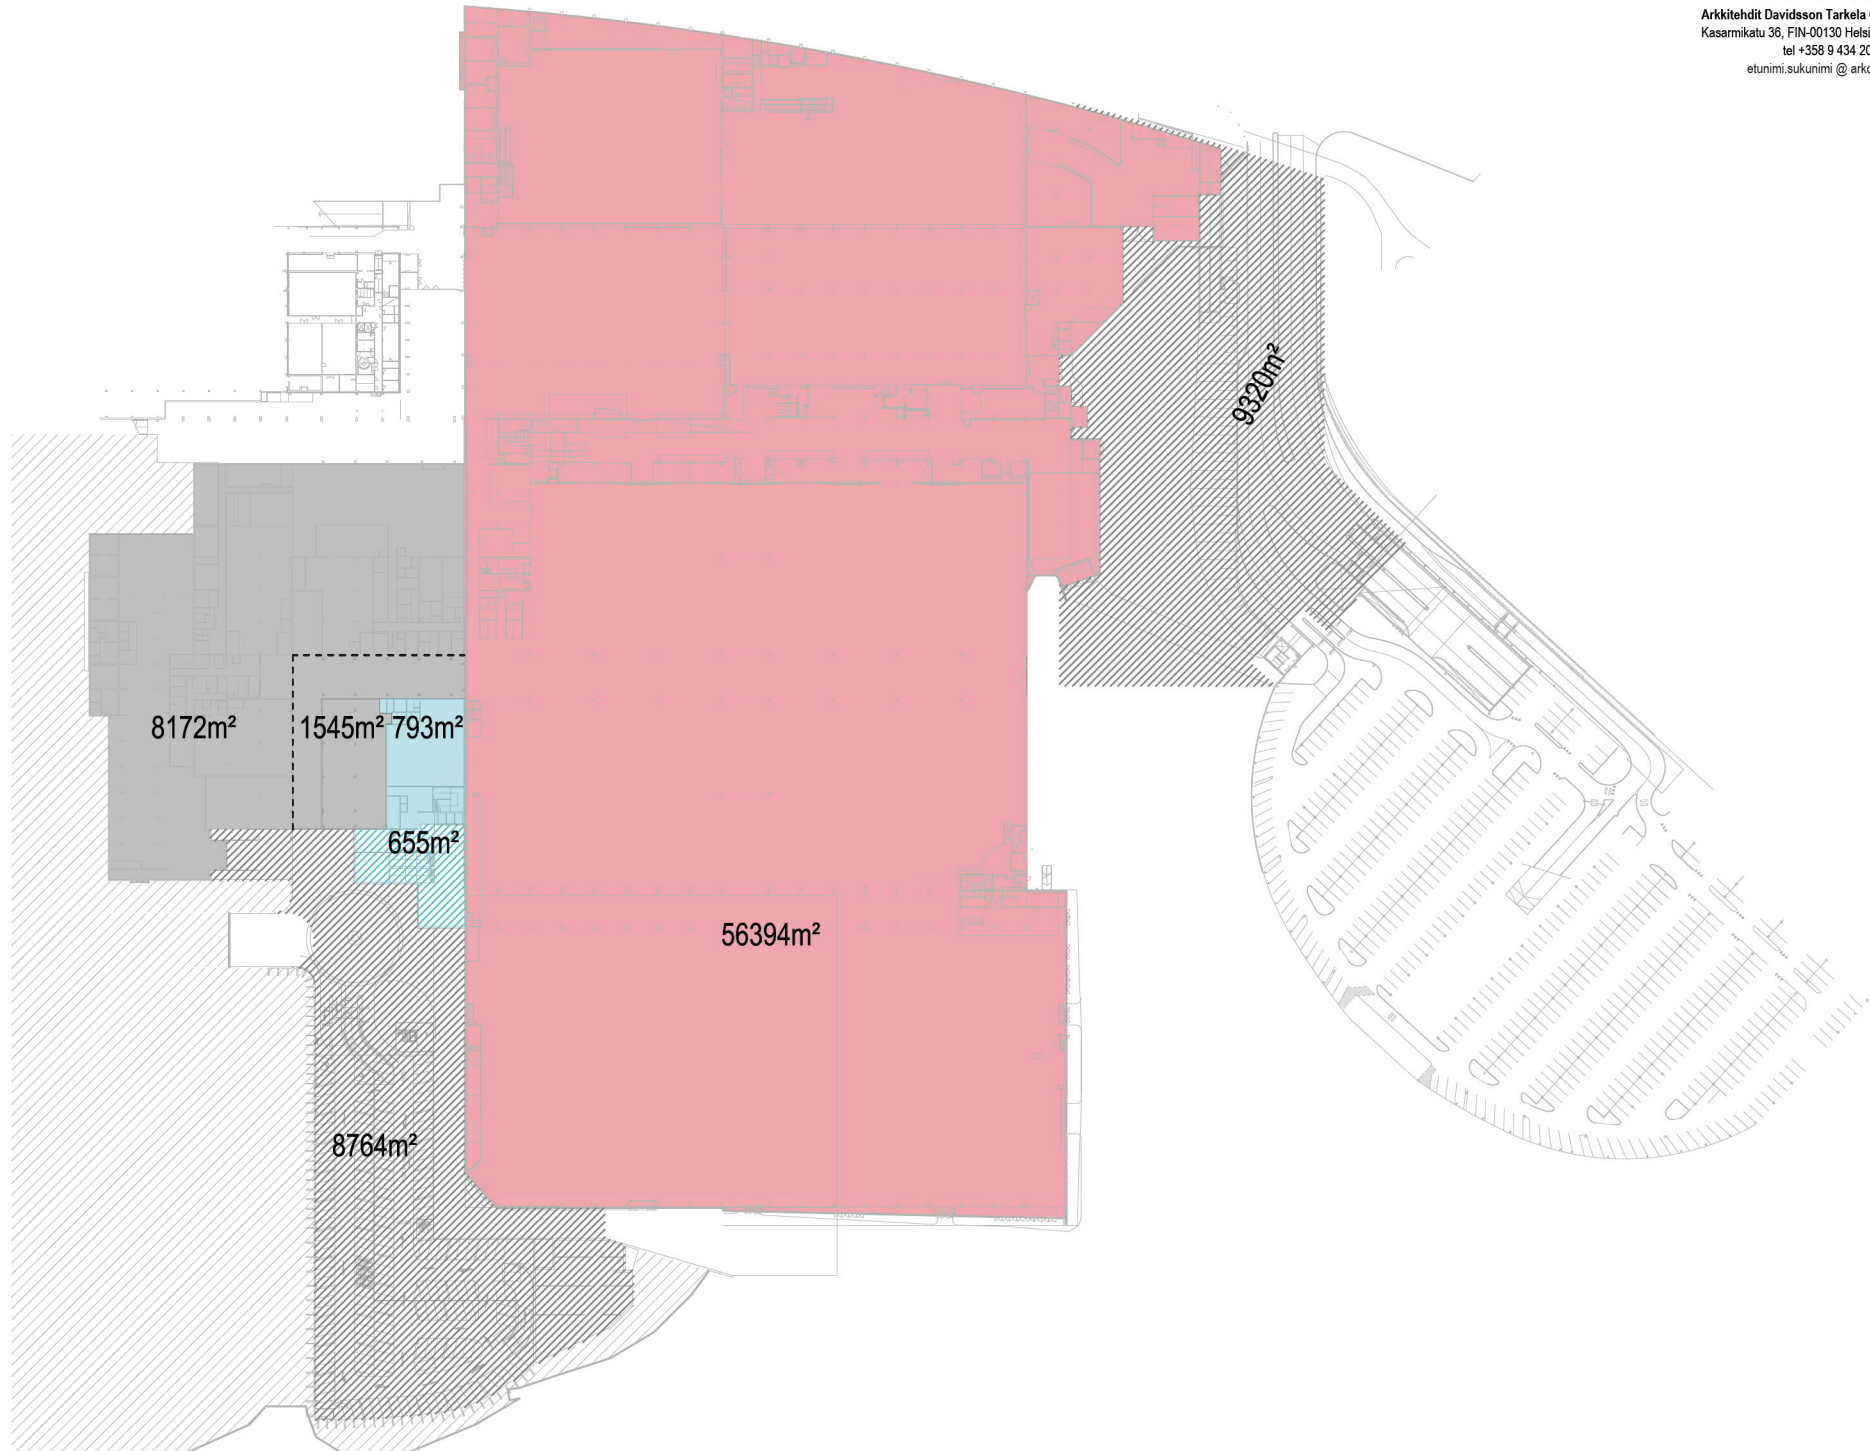 Arkkitehdit Davidsson Tarkela
Kasarmikatu 36, FIN-00130 Helsi
tel +358 9 434 20
etunimi.sukunimi @ arko
9320m²
8172m²
1545m²
793m²
655m²
56394m²
8764m²